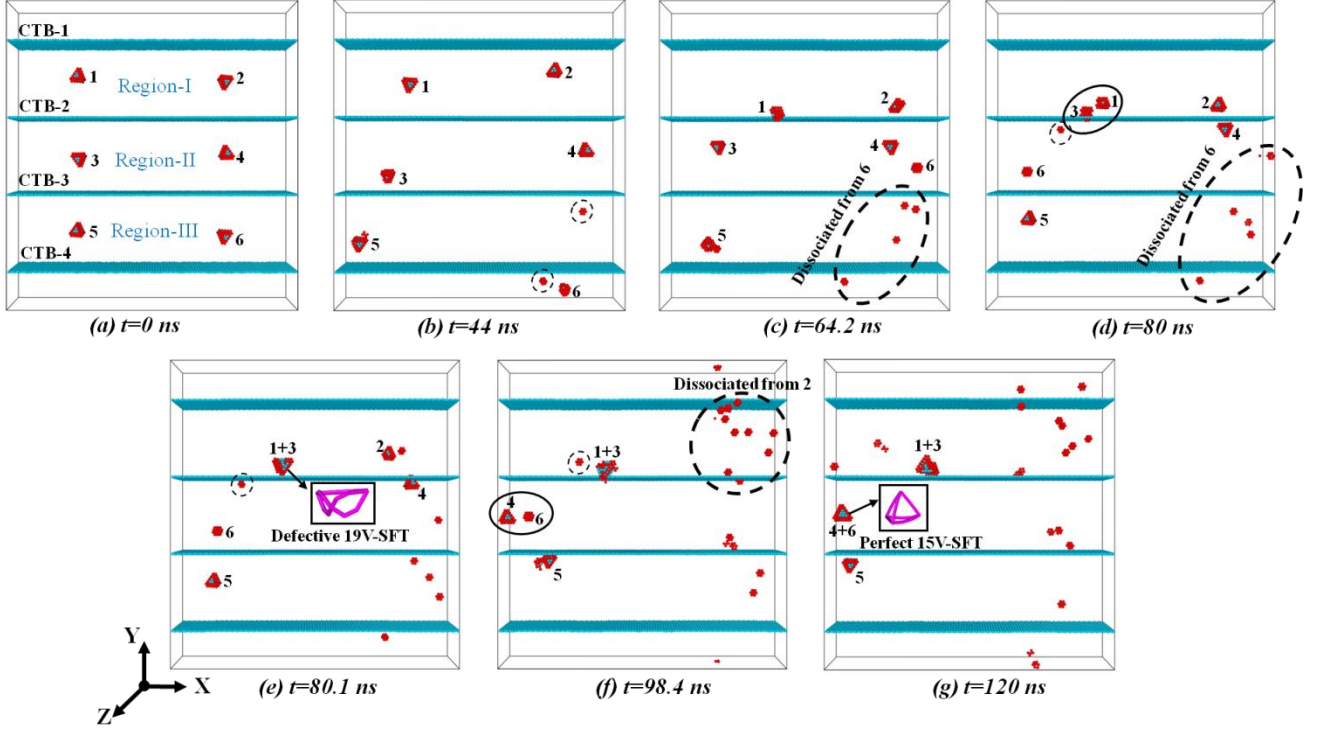 CTB-1
1
Region-I
2
CTB-2
3
Region-II
4
CTB-3
5
Region-III
6
CTB-4
(a) t=0 ns
1
2
3
4
5
6
(b) t=44 ns
1
2
3
4
6
5
Dissociated from 6
(c) t=64.2 ns
3
1
2
4
6
5
Dissociated from 6
(d) t=80 ns
1+3
2
4
6
Defective 19V-SFT
5
(e) t=80.1 ns
Dissociated from 2
1+3
4
6
5
(f) t=98.4 ns
1+3
4+6
Perfect 15V-SFT
5
(g) t=120 ns
Y
X
Z